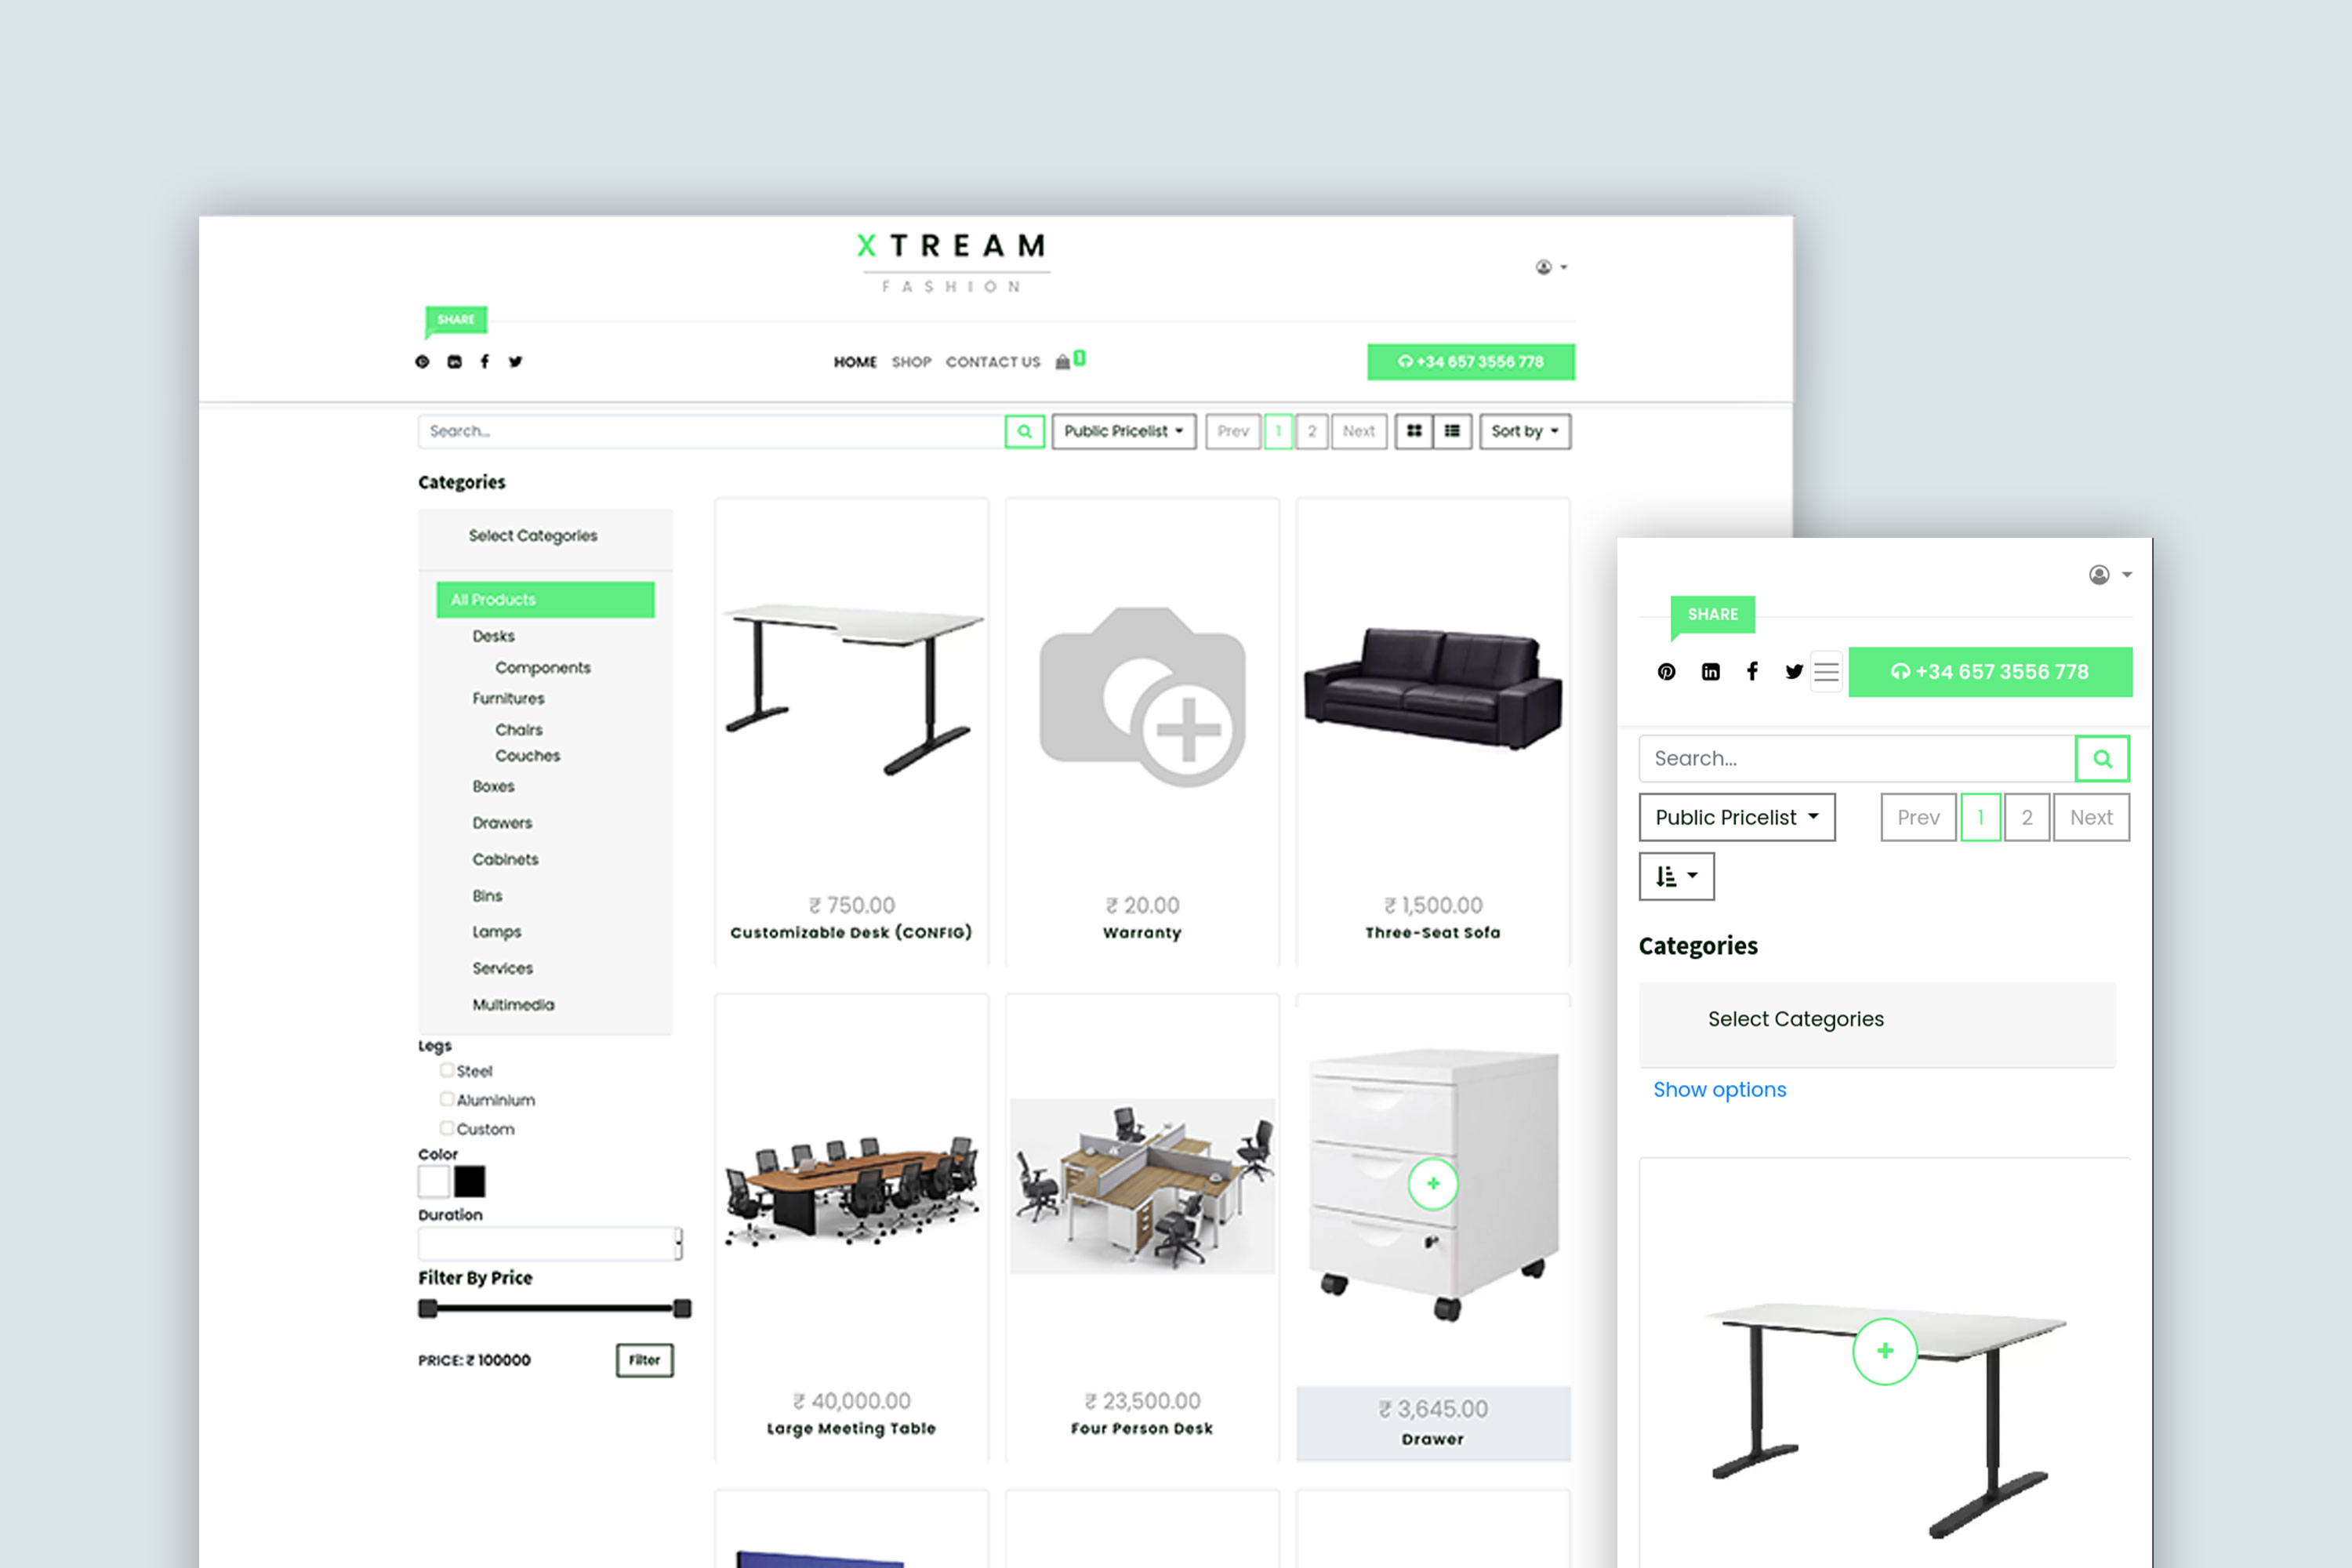 XTREAM
FASHION
SHARE
HOME SHOP CONTACT US 1
+34 657 3556 778
Search...
Public Pricelist
Prev 1 2 Next
Sort by
Categories
Select Categories
All Products
Desks
Components
Furnitures
Chairs
Couches
Boxes
Drawers
Cabinets
Bins
Lamps
Services
Multimedia
Legs
Steel
Aluminium
Custom
Color
Duration
Filter By Price
PRICE: ₹ 100000
Filter
₹ 750.00
Customizable Desk (CONFIG)
₹ 20.00
Warranty
₹ 1,500.00
Three-Seat Sofa
₹ 40,000.00
Large Meeting Table
₹ 23,500.00
Four Person Desk
₹ 3,645.00
Drawer
SHARE
+34 657 3556 778
Search...
Public Pricelist
Prev 1 2 Next
Categories
Select Categories
Show options